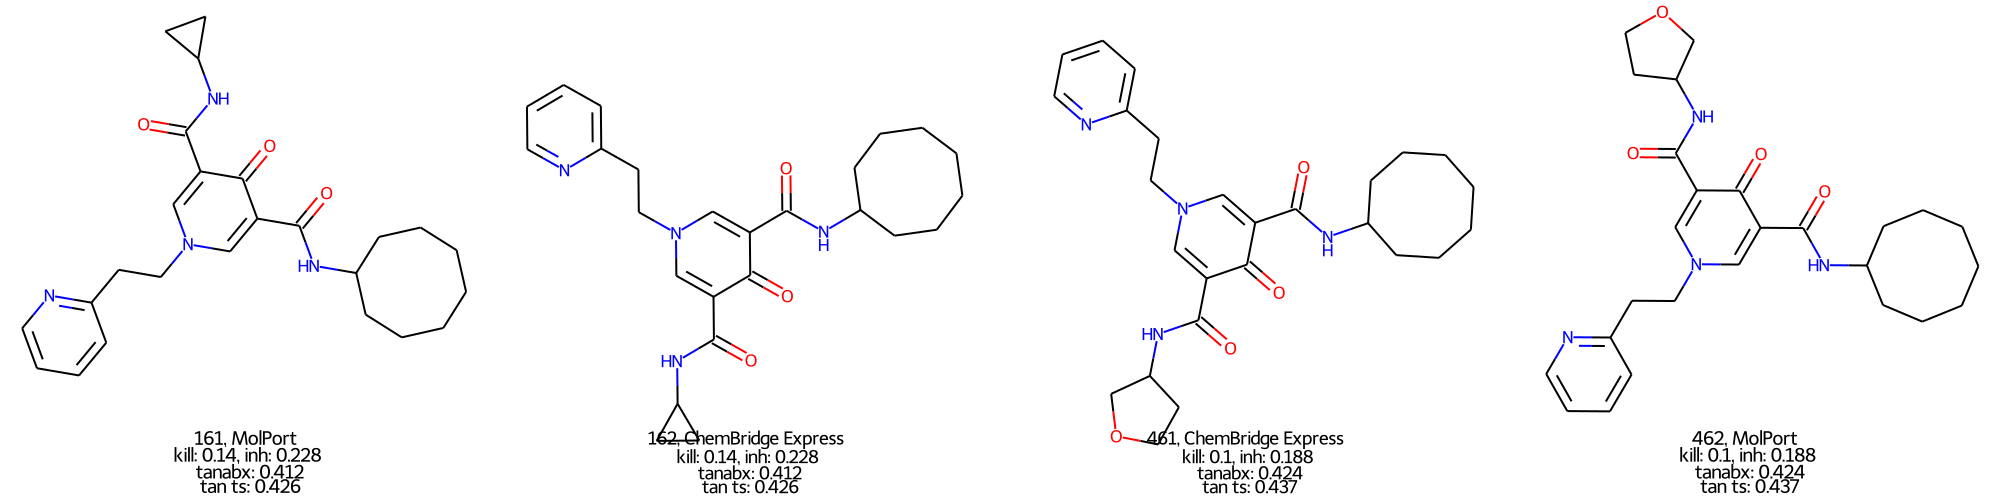 161, MolPort
kill: 0.14, inh: 0.228
tanabx: 0.412
tan ts: 0.426
162, ChemBridge Express
kill: 0.14, inh: 0.228
tanabx: 0.412
tan ts: 0.426
461, ChemBridge Express
kill: 0.1, inh: 0.188
tanabx: 0.424
tan ts: 0.437
462, MolPort
kill: 0.1, inh: 0.188
tanabx: 0.424
tan ts: 0.437
NH
O
O
O
HN
N
N
N
N
O
N
H
O
O
HN
N
N
O
N
H
O
O
HN
O
O
NH
O
O
O
HN
N
N